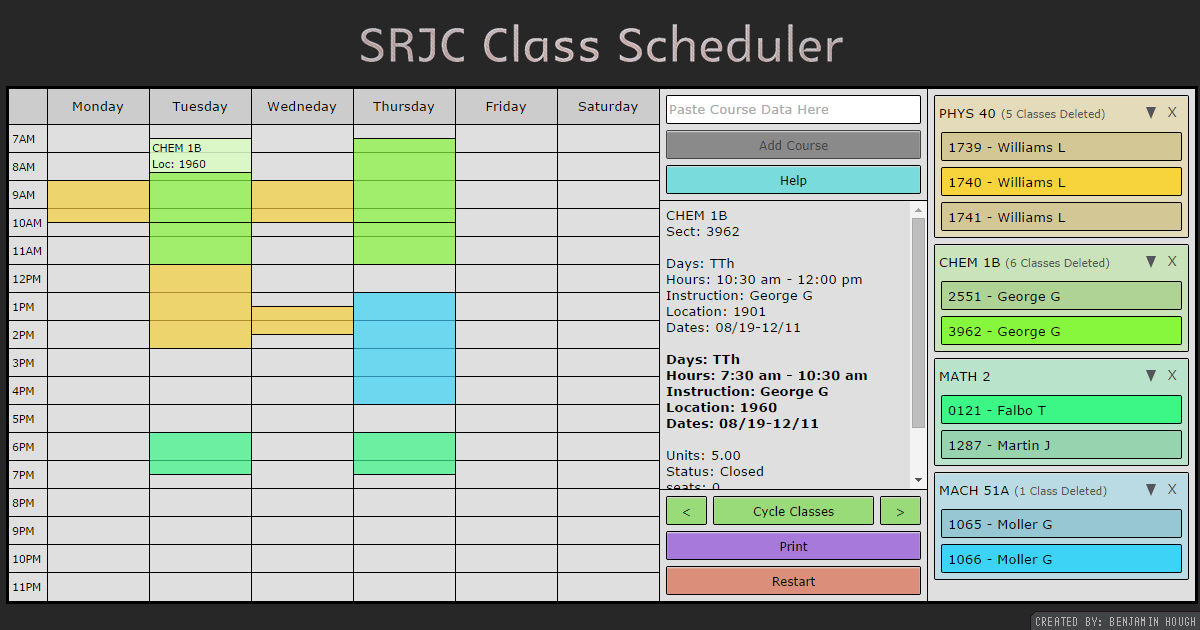 SRJC Class Scheduler
Monday
Tuesday
Wednesday
Thursday
Friday
Saturday
7AM
8AM
9AM
10AM
11AM
12PM
1PM
2PM
3PM
4PM
5PM
6PM
7PM
8PM
9PM
10PM
11PM
CHEM 1B
Loc: 1960
Paste Course Data Here
Add Course
Help
CHEM 1B
Sect: 3962
Days: TTh
Hours: 10:30 am - 12:00 pm
Instruction: George G
Location: 1901
Dates: 08/19-12/11
Days: TTh
Hours: 7:30 am - 10:30 am
Instruction: George G
Location: 1960
Dates: 08/19-12/11
Units: 5.00
Status: Closed
seats: 0
<
Cycle Classes
>
Print
Restart
PHYS 40 (5 Classes Deleted) ▼ X
1739 - Williams L
1740 - Williams L
1741 - Williams L
CHEM 1B (6 Classes Deleted) ▼ X
2551 - George G
3962 - George G
MATH 2 ▼ X
0121 - Falbo T
1287 - Martin J
MACH 51A (1 Class Deleted) ▼ X
1065 - Moller G
1066 - Moller G
CREATED BY: BENJAMIN HOUGH